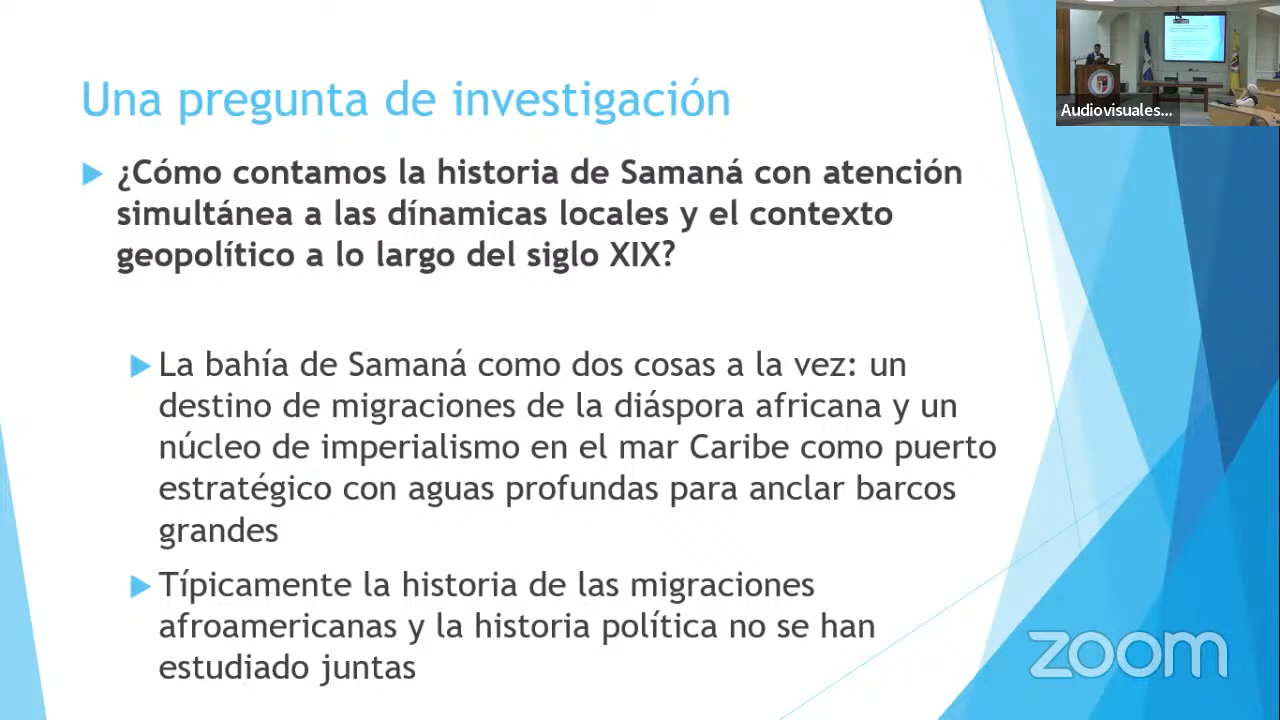 Una pregunta de investigación
¿Cómo contamos la historia de Samaná con atención
simultánea a las dínamicas locales y el contexto
geopolítico a lo largo del siglo XIX?
La bahía de Samaná como dos cosas a la vez: un
destino de migraciones de la diáspora africana y un
núcleo de imperialismo en el mar Caribe como puerto
estratégico con aguas profundas para anclar barcos
grandes
Típicamente la historia de las migraciones
afroamericanas y la historia política no se han
estudiado juntas
Audiovisuales...
zoom